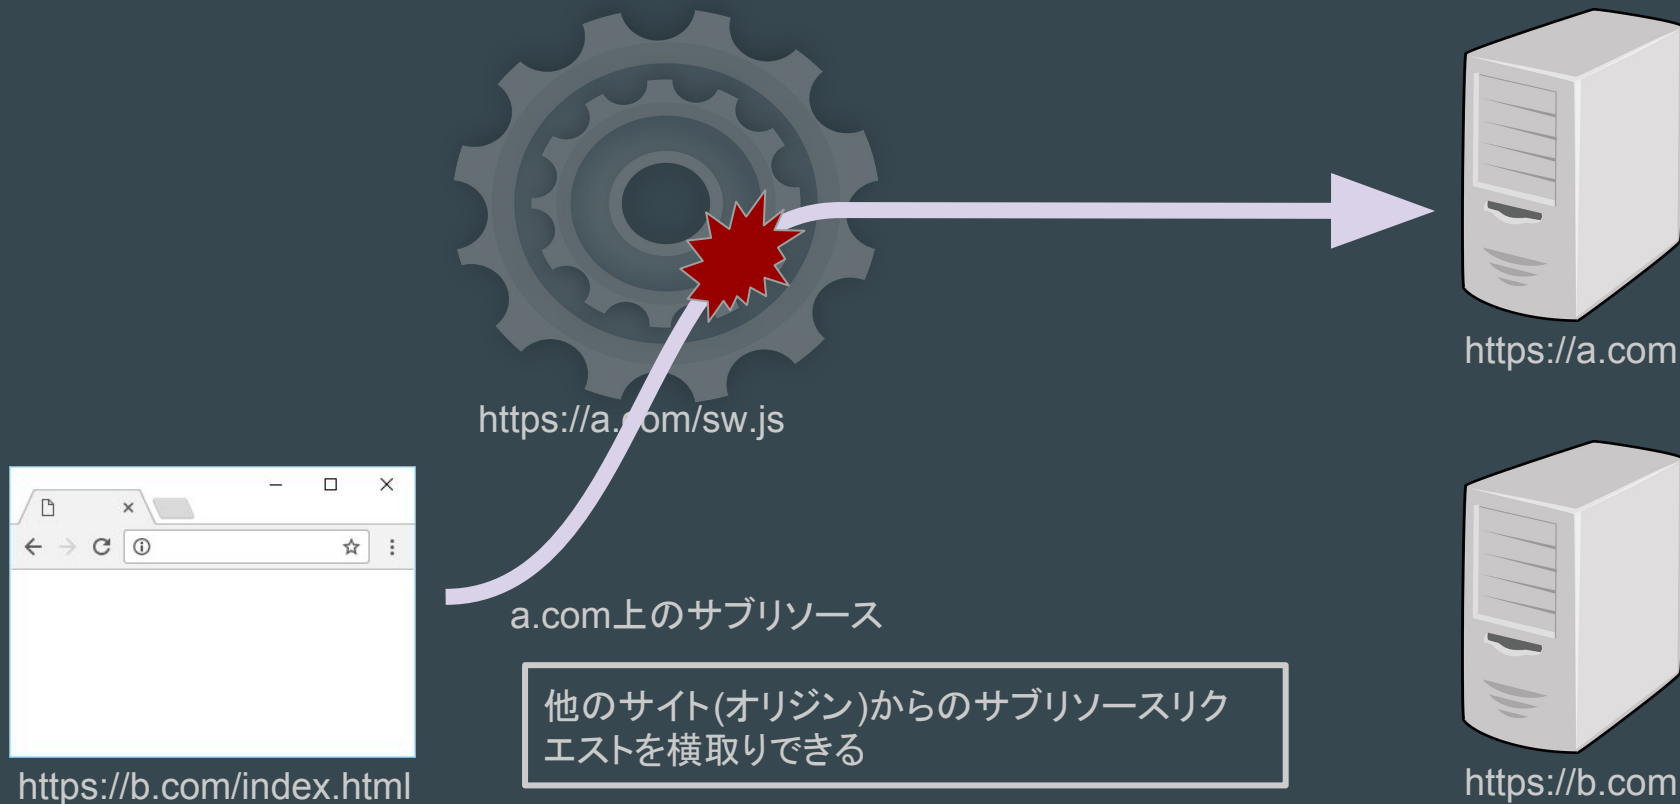 https://a.com
https://a.com/sw.js
a.com上のサブリソース
他のサイト(オリジン)からのサブリソースリク
エストを横取りできる
https://b.com/index.html
https://b.com